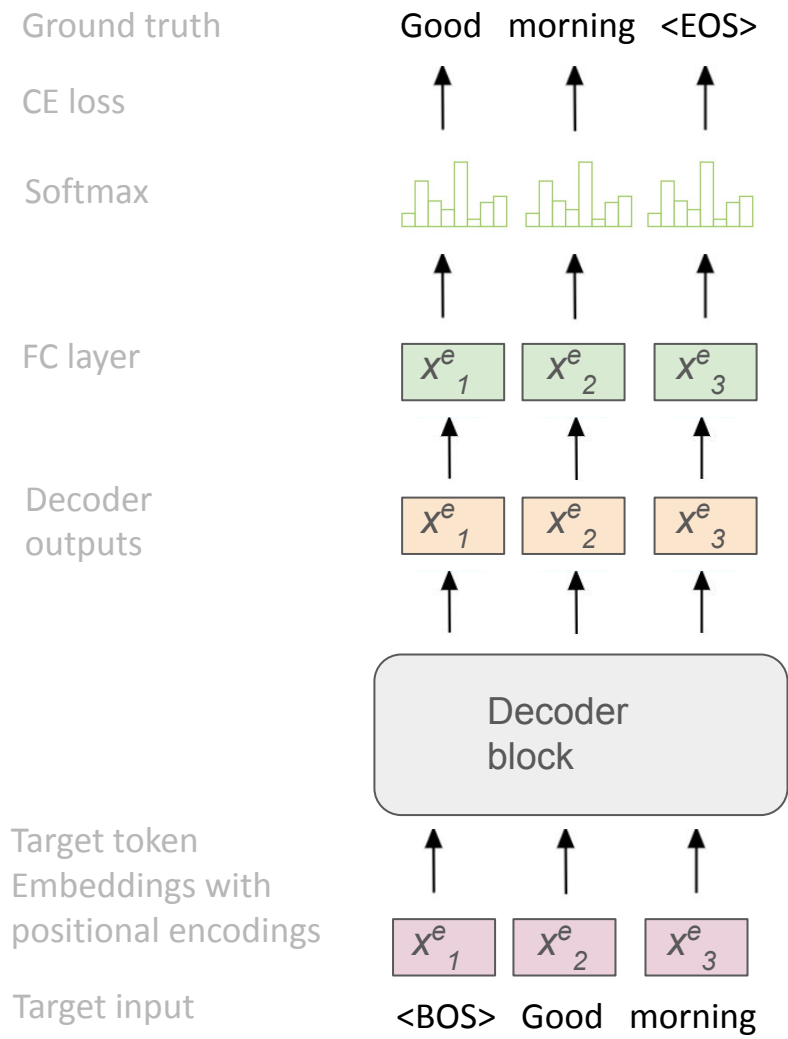 Ground truth Good morning <EOS>
CE loss
Softmax
FC layer x^e_1 x^e_2 x^e_3
Decoder
outputs x^e_1 x^e_2 x^e_3
Decoder
block
Target token
Embeddings with
positional encodings x^e_1 x^e_2 x^e_3
Target input <BOS> Good morning